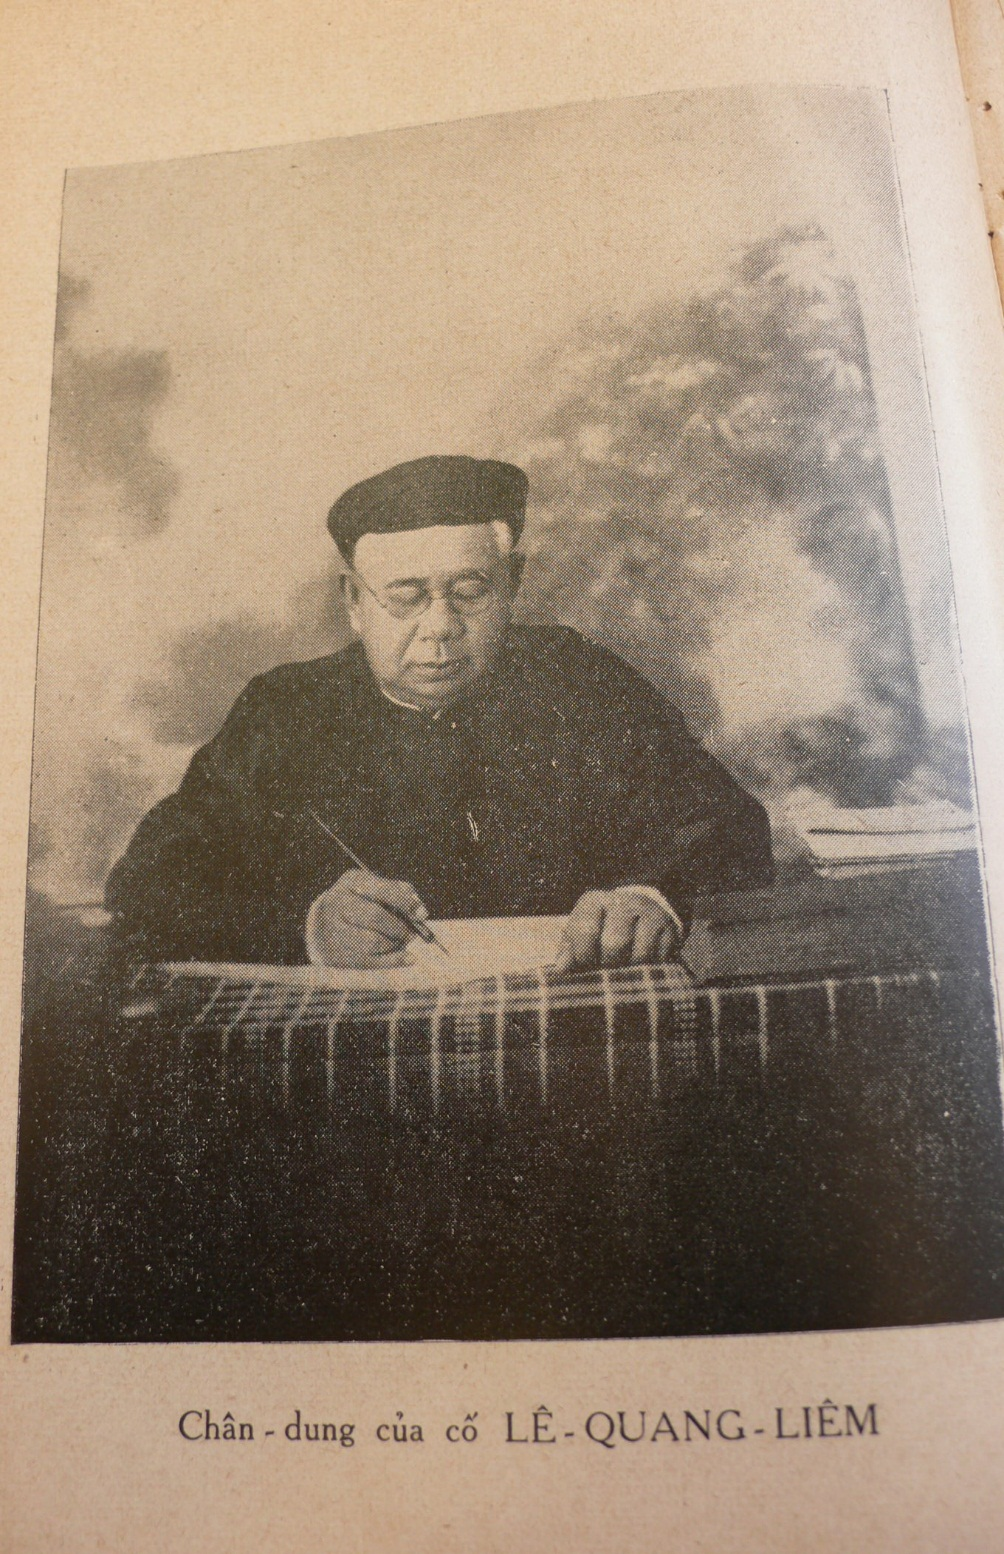 Chân - dung của cố LÊ - QUANG - LIÊM